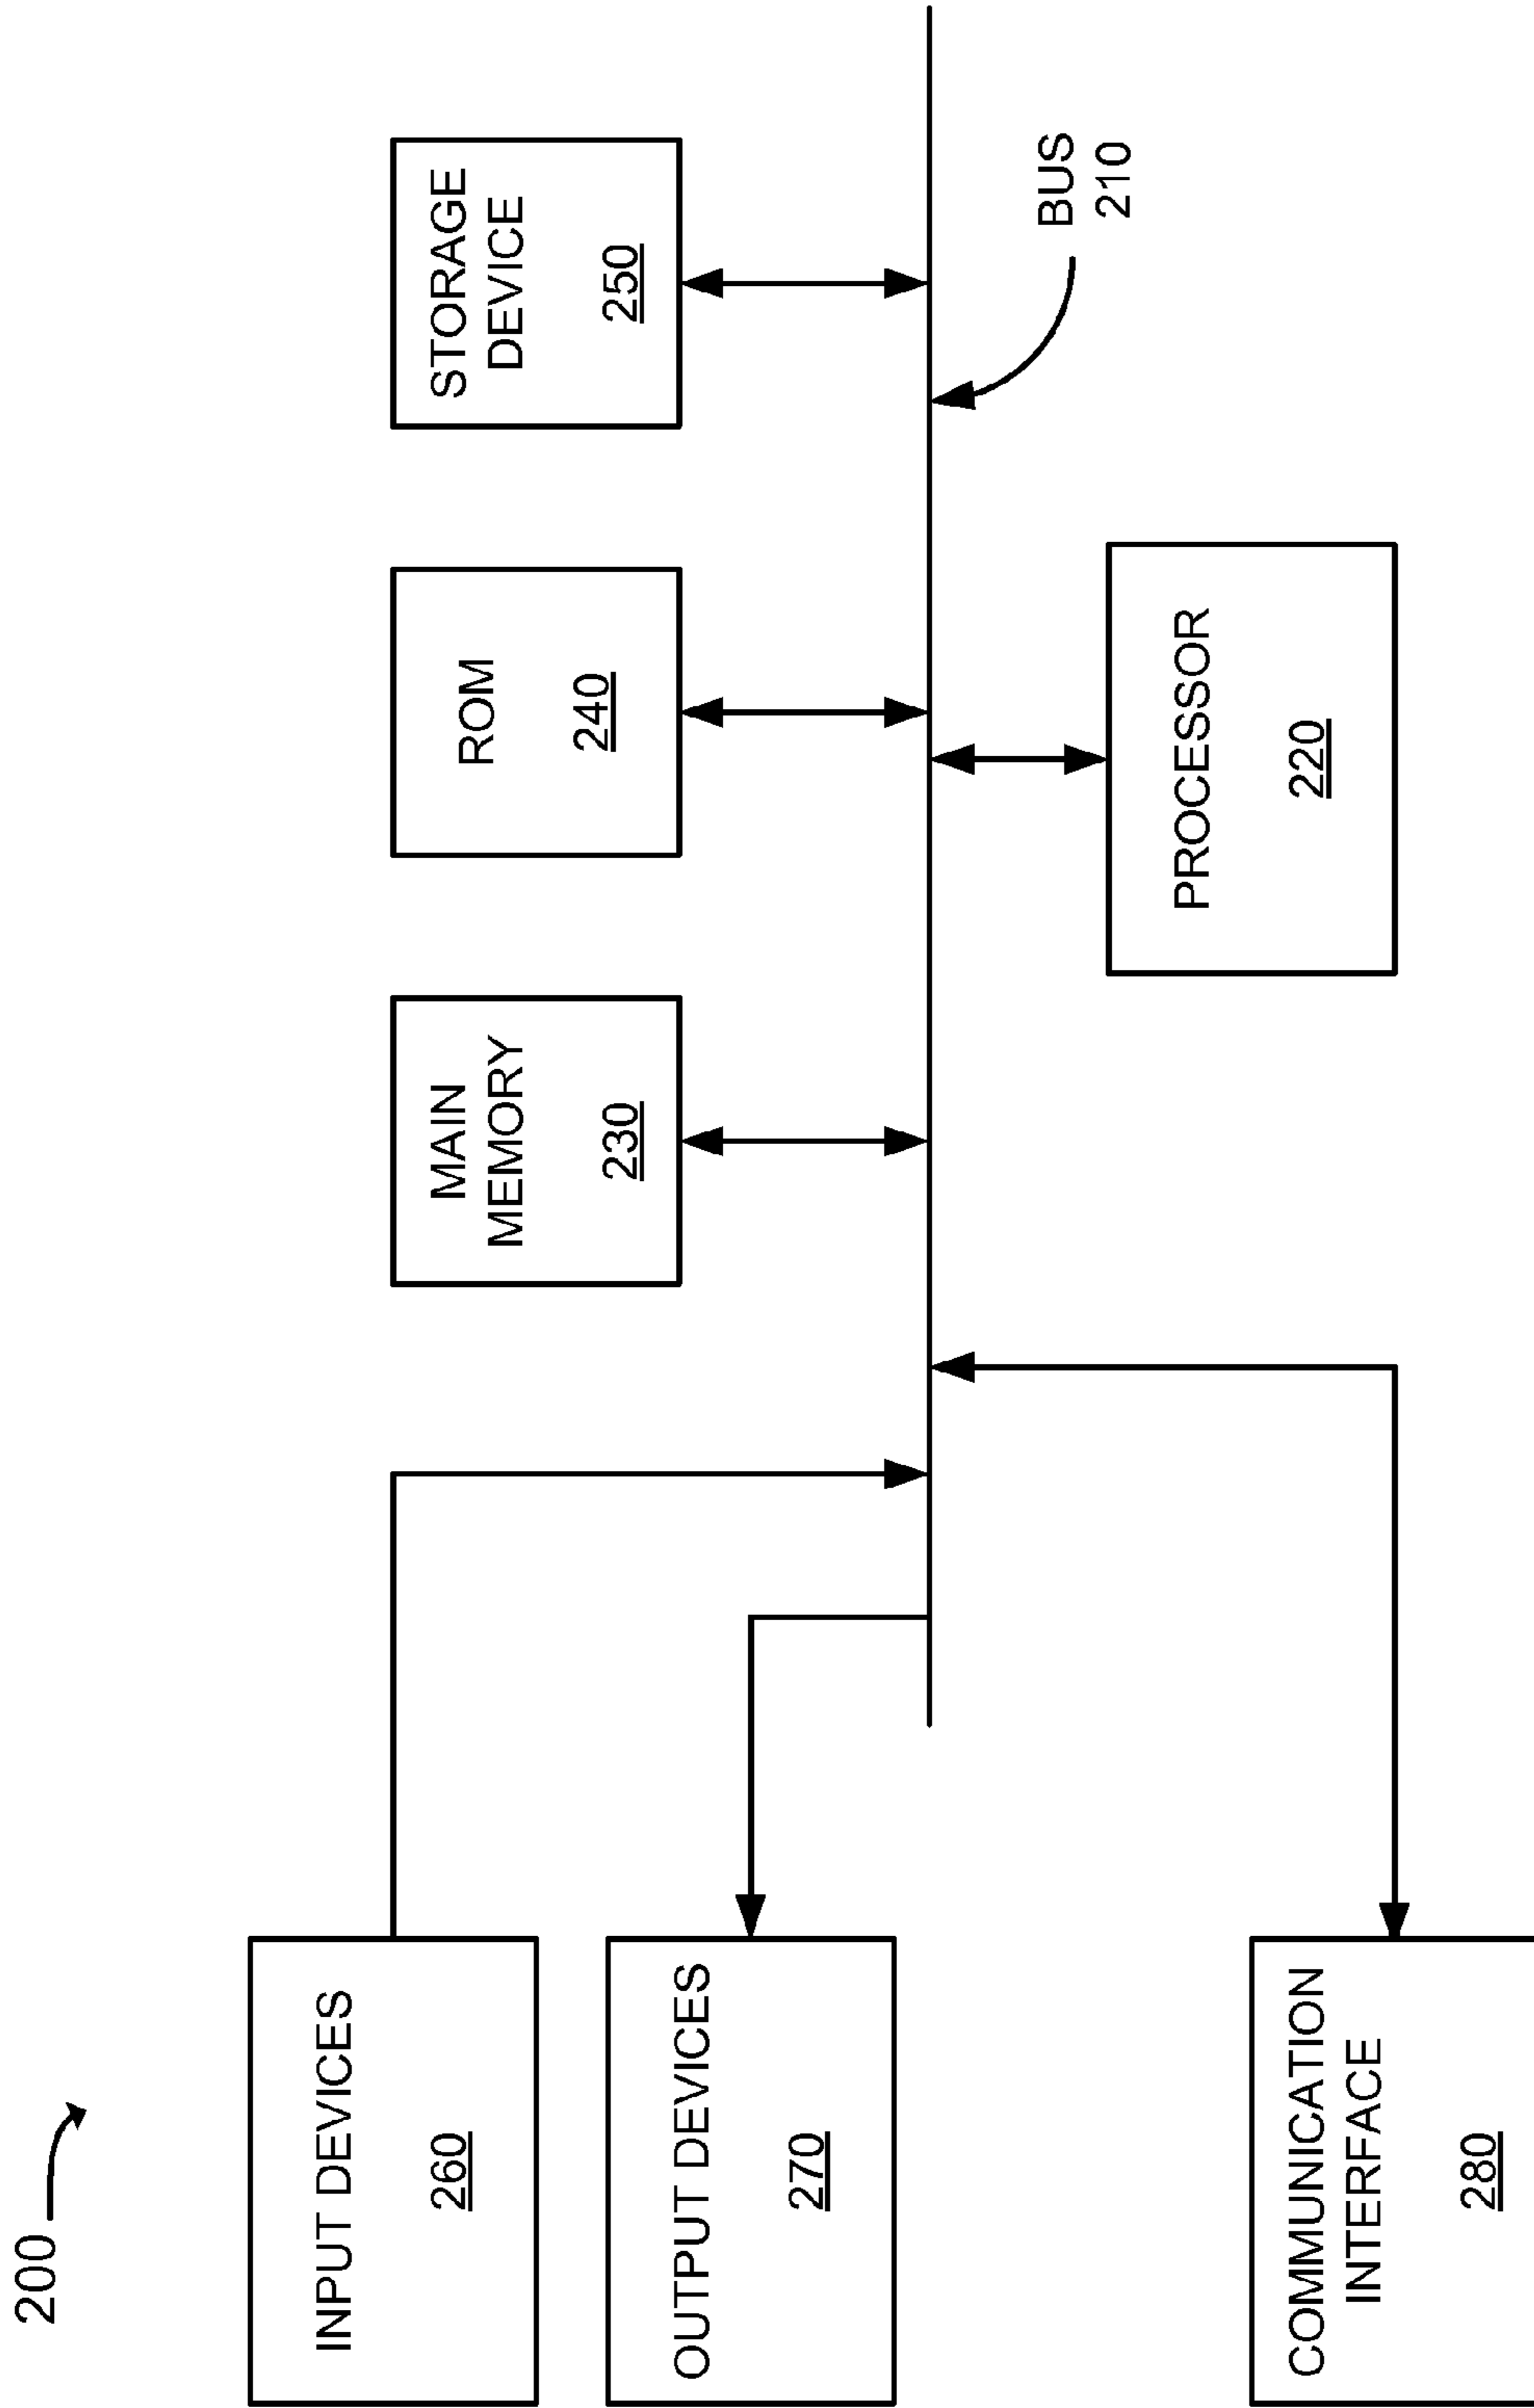 200
INPUT DEVICES
260
OUTPUT DEVICES
270
COMMUNICATION
INTERFACE
280
MAIN
MEMORY
230
ROM
240
STORAGE
DEVICE
250
PROCESSOR
220
BUS
210